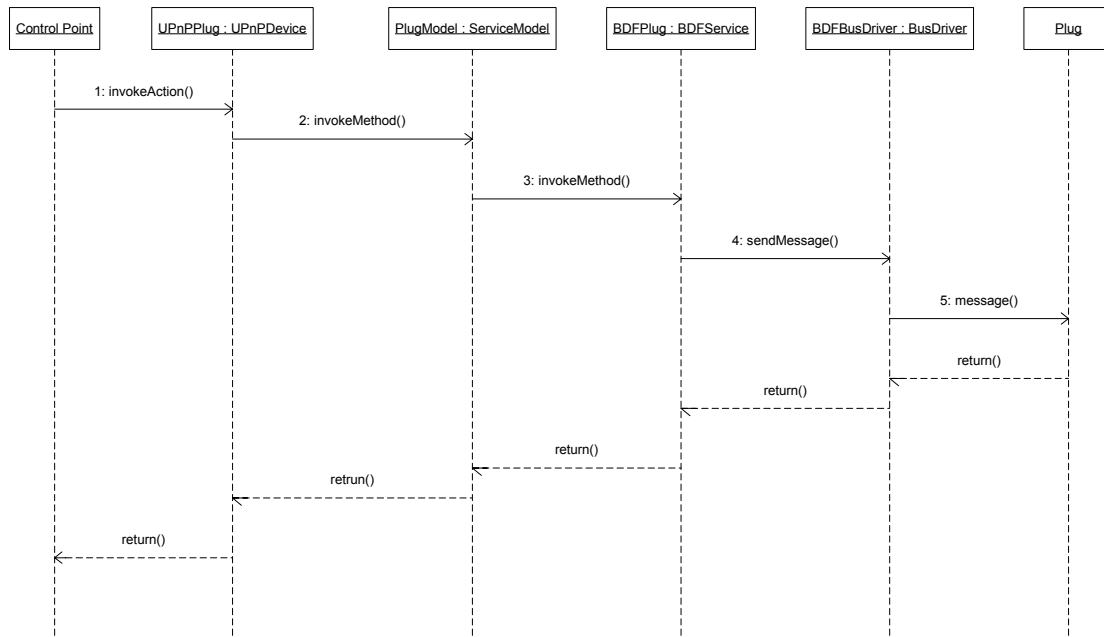 Control Point
UPnPPlug : UPnPDevice
PlugModel : ServiceModel
BDFPlug : BDFService
BDFBusDriver : BusDriver
Plug
1: invokeAction()
2: invokeMethod()
3: invokeMethod()
4: sendMessage()
5: message()
return()
return()
return()
retrun()
return()